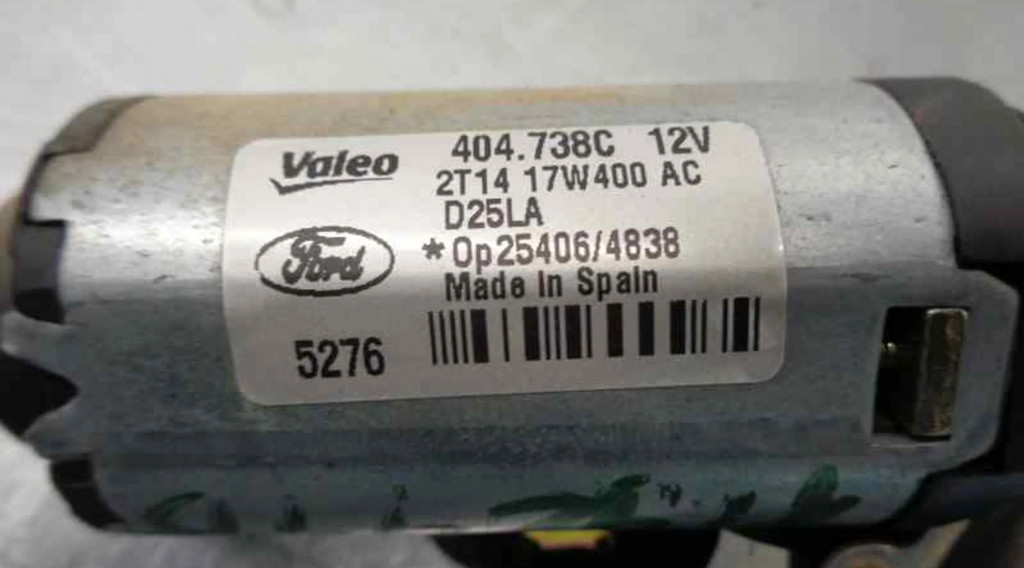 Valeo 404.738C 12V
2T14 17W400 AC
D25LA
Ford *0p25406/4838
Made In Spain
5276